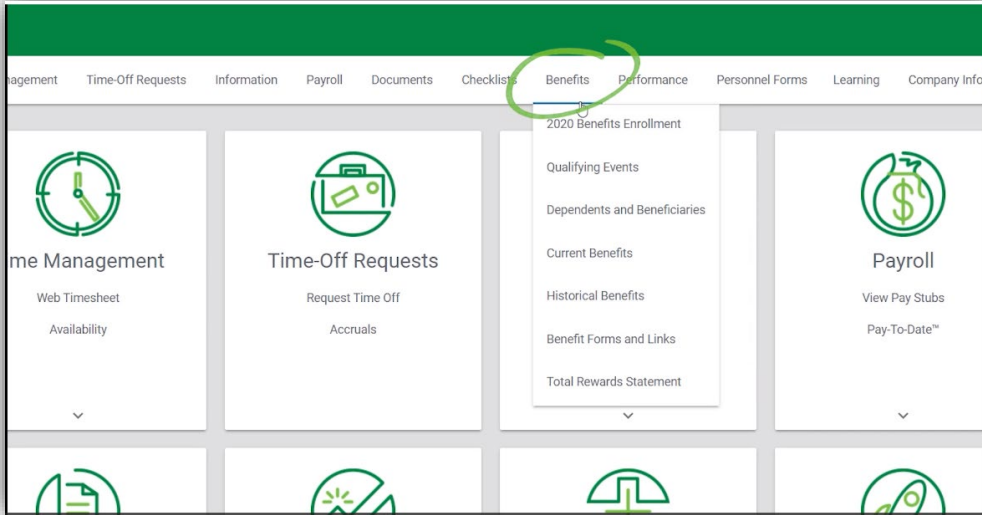 nagement Time-Off Requests Information Payroll Documents Checklists Benefits Performance Personnel Forms Learning Company Info
2020 Benefits Enrollment
Qualifying Events
Dependents and Beneficiaries
Current Benefits
Historical Benefits
Benefit Forms and Links
Total Rewards Statement
me Management
Web Timesheet
Availability
Time-Off Requests
Request Time Off
Accruals
$
Payroll
View Pay Stubs
Pay-To-Date™